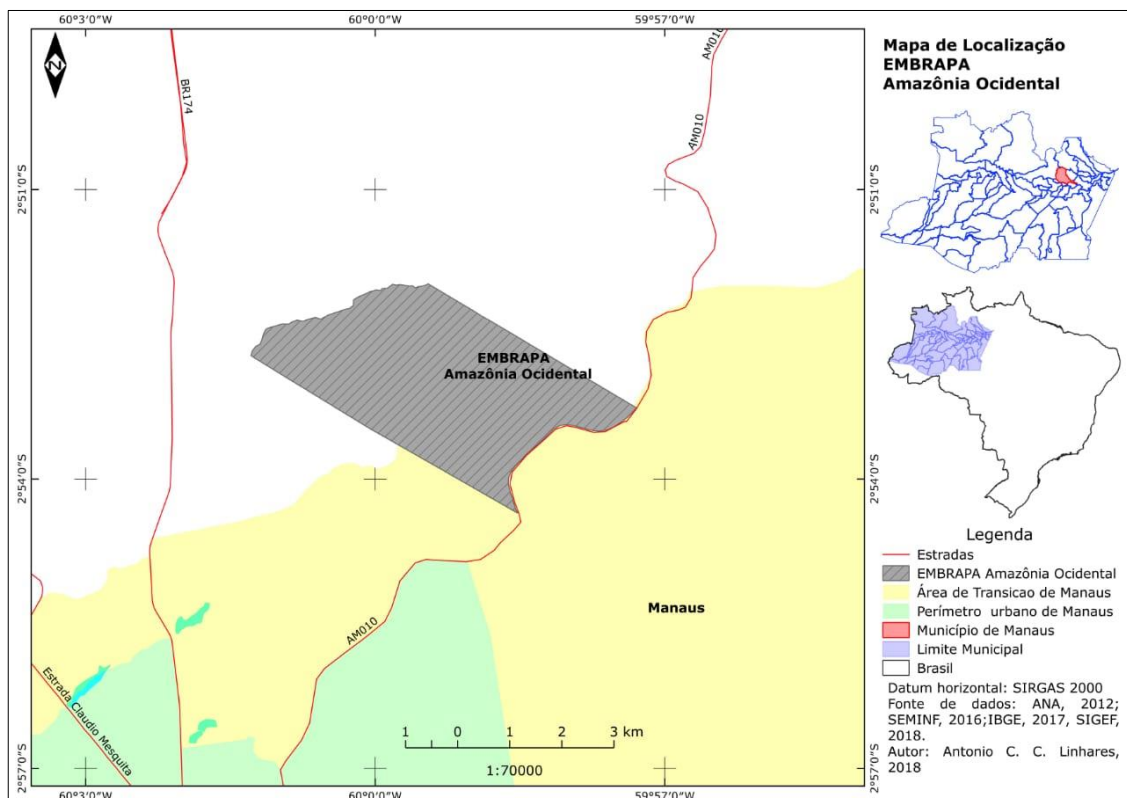 60°3'0"W
60°0'0"W
59°57'0"W
Z
BR174
AM010
AM010
2°51'0"S
2°51'0"S
EMBRAPA
Amazônia Ocidental
2°54'0"S
2°54'0"S
Manaus
AM010
Estrada Claudio Mesquita
1 0 1 2 3 km
1:70000
2°57'0"S
2°57'0"S
60°3'0"W
60°0'0"W
59°57'0"W
Mapa de Localização
EMBRAPA
Amazônia Ocidental
Legenda
Estradas
EMBRAPA Amazônia Ocidental
Área de Transicao de Manaus
Perímetro urbano de Manaus
Município de Manaus
Limite Municipal
Brasil
Datum horizontal: SIRGAS 2000
Fonte de dados: ANA, 2012;
SEMINF, 2016;IBGE, 2017, SIGEF,
2018.
Autor: Antonio C. C. Linhares,
2018